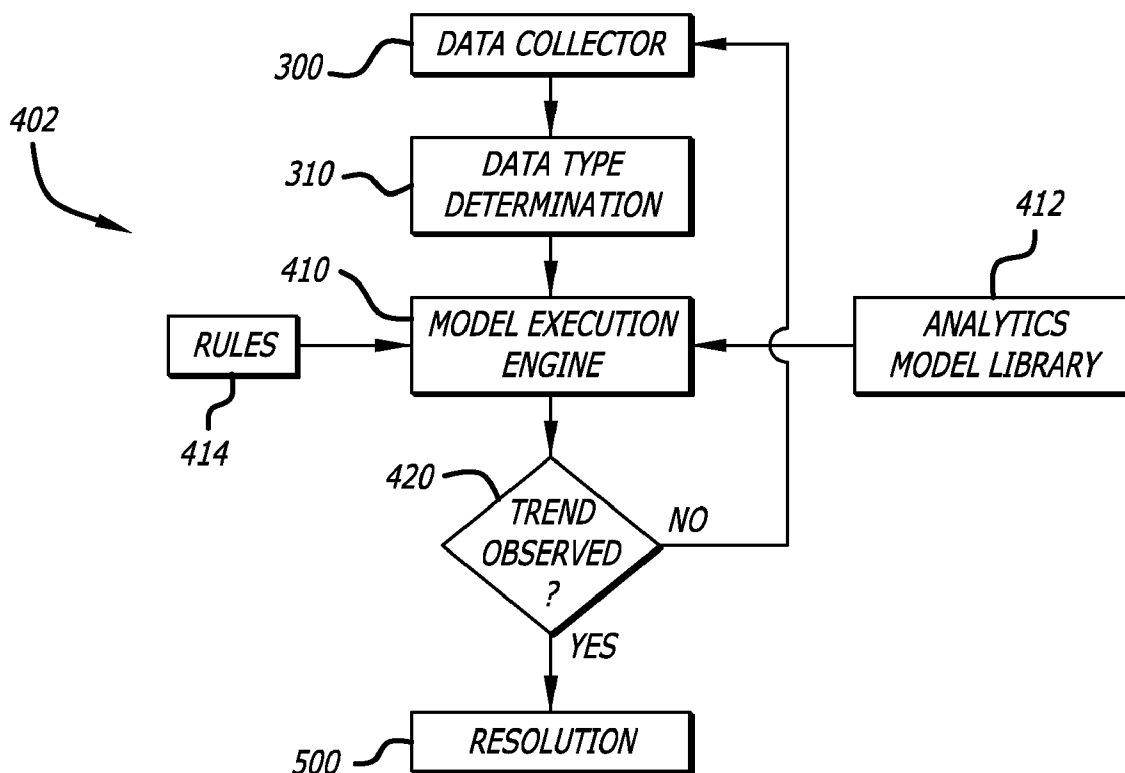 300
DATA COLLECTOR
402
310
DATA TYPE
DETERMINATION
412
410
MODEL EXECUTION
ENGINE
RULES
414
ANALYTICS
MODEL LIBRARY
420
TREND
OBSERVED
?
NO
YES
500
RESOLUTION